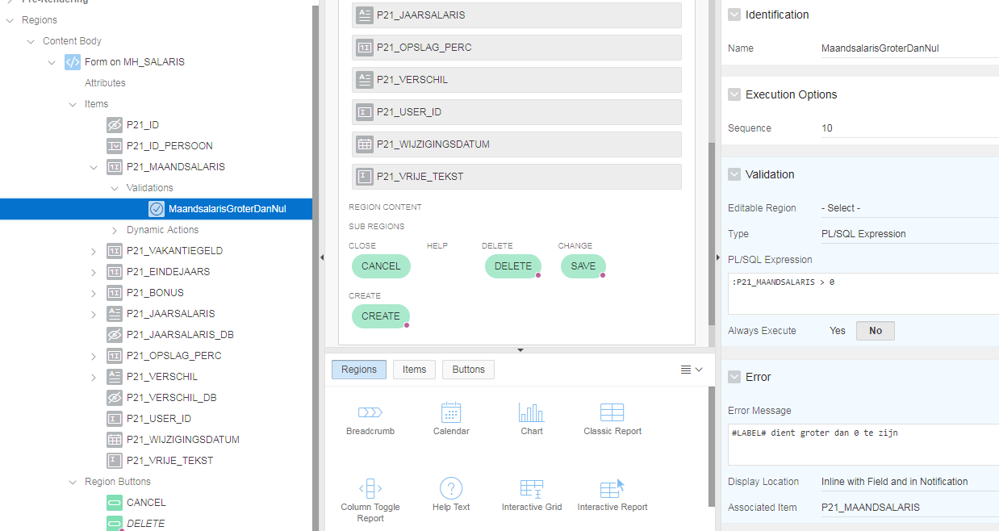 Pre-Rendering
Regions
Content Body
Form on MH_SALARIS
Attributes
Items
P21_ID
P21_ID_PERSOON
P21_MAANDSALARIS
Validations
MaandsalarisGroterDanNul
Dynamic Actions
P21_VAKANTIEGELD
P21_EINDEJAARS
P21_BONUS
P21_JAARSALARIS
P21_JAARSALARIS_DB
P21_OPSLAG_PERC
P21_VERSCHIL
P21_VERSCHIL_DB
P21_USER_ID
P21_WIJZIGINGSDATUM
P21_VRIJE_TEKST
Region Buttons
CANCEL
DELETE
P21_JAARSALARIS
P21_OPSLAG_PERC
P21_VERSCHIL
P21_USER_ID
P21_WIJZIGINGSDATUM
P21_VRIJE_TEKST
REGION CONTENT
SUB REGIONS
CLOSE HELP DELETE CHANGE
CANCEL DELETE SAVE
CREATE
CREATE
Regions Items Buttons
Breadcrumb Calendar Chart Classic Report
Column Toggle Report Help Text Interactive Grid Interactive Report
Identification
Name MaandsalarisGroterDanNul
Execution Options
Sequence 10
Validation
Editable Region - Select -
Type PL/SQL Expression
PL/SQL Expression
:P21_MAANDSALARIS > 0
Always Execute Yes No
Error
Error Message
#LABEL# dient groter dan 0 te zijn
Display Location Inline with Field and in Notification
Associated Item P21_MAANDSALARIS